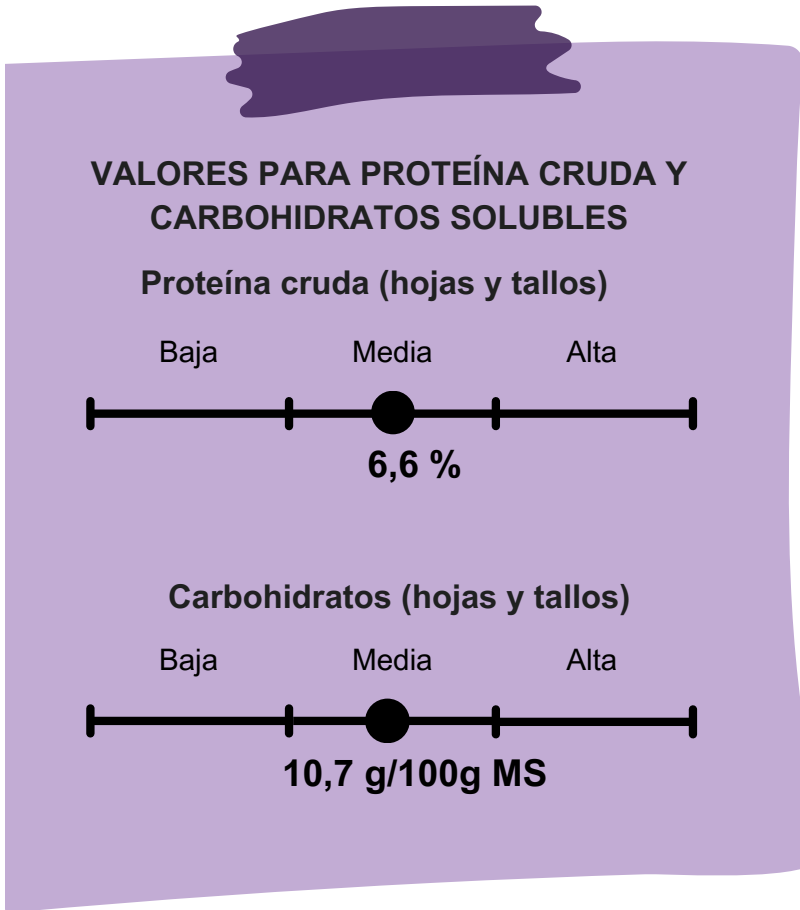 VALORES PARA PROTEÍNA CRUDA Y
CARBOHIDRATOS SOLUBLES
Proteína cruda (hojas y tallos)
Baja Media Alta
6,6 %
Carbohidratos (hojas y tallos)
Baja Media Alta
10,7 g/100g MS